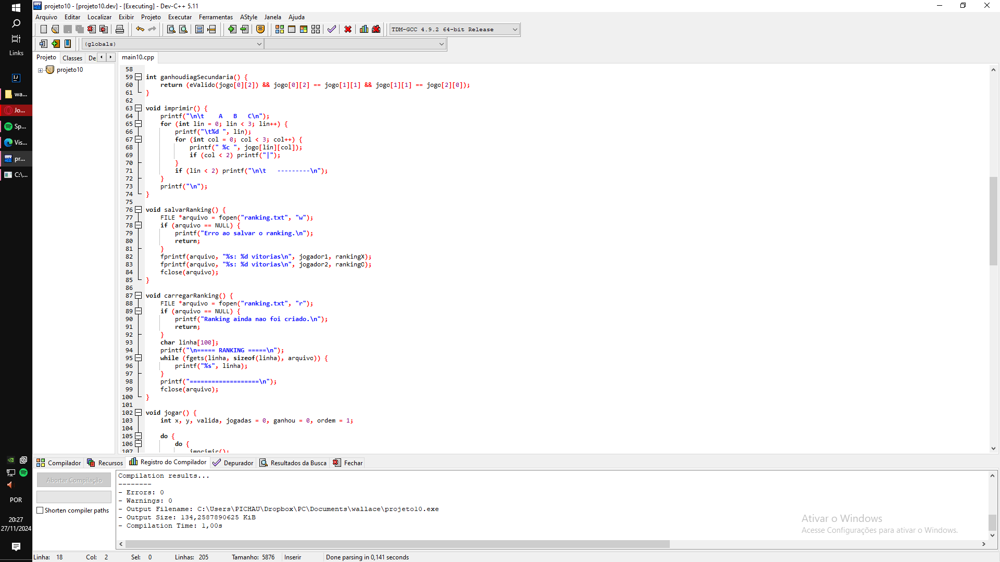 projeto10 - [projeto10.dev] - [Executing] - Dev-C++ 5.11
Arquivo Editar Localizar Exibir Projeto Executar Ferramentas AStyle Janela Ajuda
TDM-GCC 4.9.2 64-bit Release
(globals)
Links
wa...
Jo...
Sp...
Vis...
pr...
C:\...
POR
20:27
27/11/2024
Projeto Classes De
projeto10
main10.cpp
58
59 int ganhoudiagSecundaria() {
60     return (eValido(jogo[0][2]) && jogo[0][2] == jogo[1][1] && jogo[1][1] == jogo[2][0]);
61 }
62
63 void imprimir() {
64     printf("\n\t    A   B   C\n");
65     for (int lin = 0; lin < 3; lin++) {
66         printf("\t%d ", lin);
67         for (int col = 0; col < 3; col++) {
68             printf(" %c ", jogo[lin][col]);
69             if (col < 2) printf("|");
70         }
71         if (lin < 2) printf("\n\t   ---------\n");
72     }
73     printf("\n");
74 }
75
76 void salvarRanking() {
77     FILE *arquivo = fopen("ranking.txt", "w");
78     if (arquivo == NULL) {
79         printf("Erro ao salvar o ranking.\n");
80         return;
81     }
82     fprintf(arquivo, "%s: %d vitorias\n", jogador1, rankingX);
83     fprintf(arquivo, "%s: %d vitorias\n", jogador2, rankingO);
84     fclose(arquivo);
85 }
86
87 void carregarRanking() {
88     FILE *arquivo = fopen("ranking.txt", "r");
89     if (arquivo == NULL) {
90         printf("Ranking ainda nao foi criado.\n");
91         return;
92     }
93     char linha[100];
94     printf("\n===== RANKING =====\n");
95     while (fgets(linha, sizeof(linha), arquivo)) {
96         printf("%s", linha);
97     }
98     printf("===================\n");
99     fclose(arquivo);
100 }
101
102 void jogar() {
103     int x, y, valida, jogadas = 0, ganhou = 0, ordem = 1;
104
105     do {
106         do {
107             imprimir();
Compilador Recursos Registro do Compilador Depurador Resultados da Busca Fechar
Abortar Compilação
Shorten compiler paths
Compilation results...
--------
- Errors: 0
- Warnings: 0
- Output Filename: C:\Users\PICHAU\Dropbox\PC\Documents\wallace\projeto10.exe
- Output Size: 134,2587890625 KiB
- Compilation Time: 1,00s
Ativar o Windows
Acesse Configurações para ativar o Windows.
Linha: 18 Col: 2 Sel: 0 Linhas: 205 Tamanho: 5876 Inserir Done parsing in 0,141 seconds